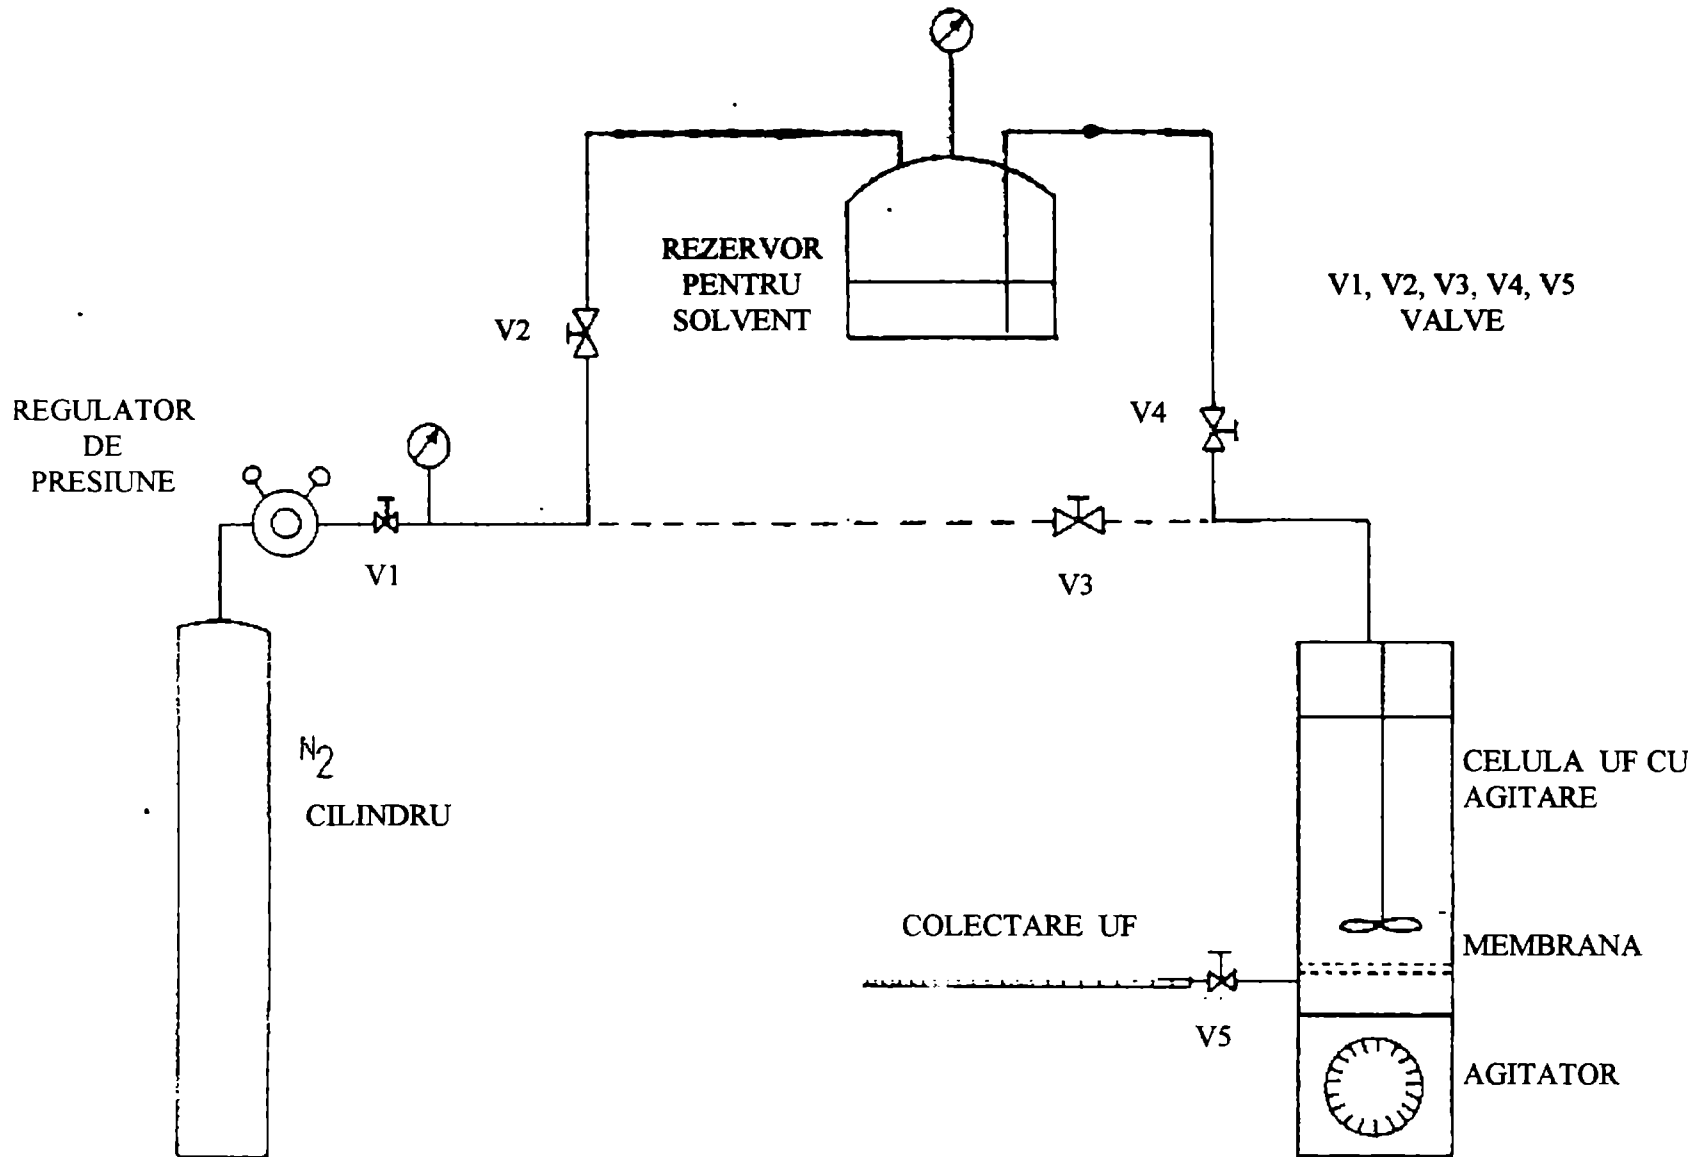 REZERVOR
PENTRU
SOLVENT
V1, V2, V3, V4, V5
VALVE
V2
V4
REGULATOR
DE
PRESIUNE
V1
V3
N2
CILINDRU
CELULA UF CU
AGITARE
COLECTARE UF
MEMBRANA
V5
AGITATOR